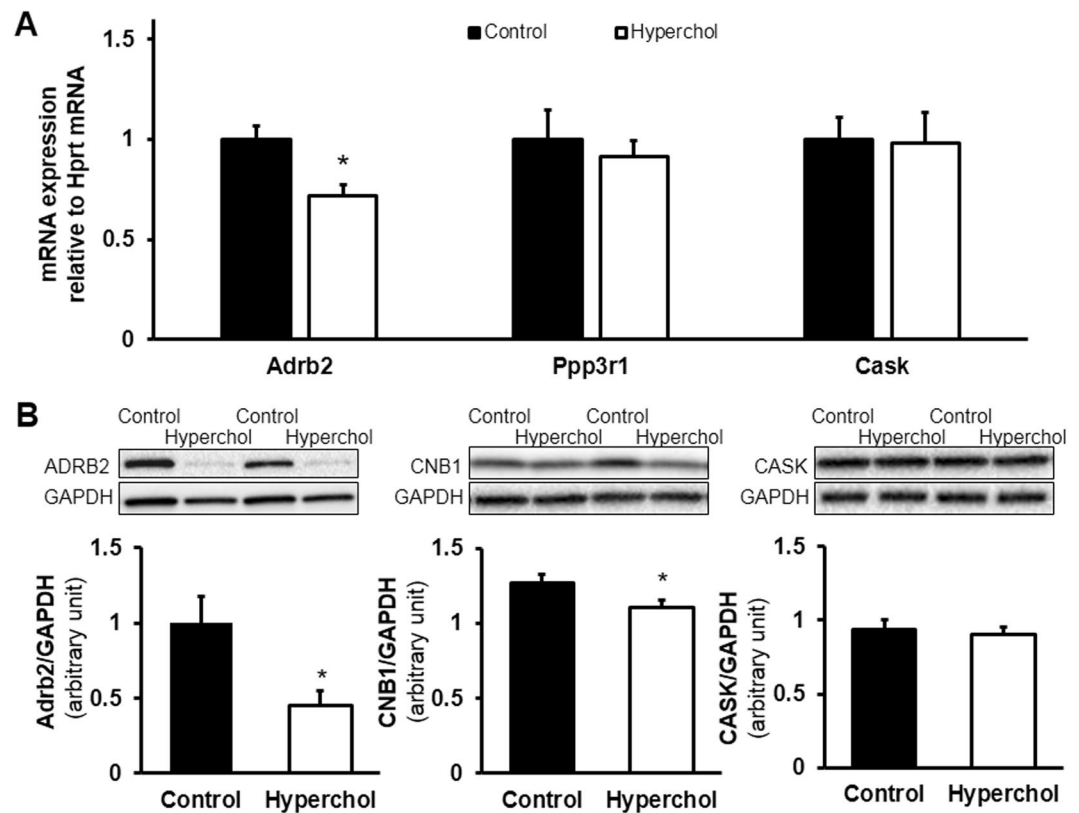 A
mRNA expression
relative to Hprt mRNA
1.5
1
0.5
0
Control Hyperchol
*
Adrb2 Ppp3r1 Cask
B
Control Control
Hyperchol Hyperchol
ADRB2
GAPDH
Adrb2/GAPDH
(arbitrary unit)
1.5
1
0.5
0
*
Control Hyperchol
Control Control
Hyperchol Hyperchol
CNB1
GAPDH
CNB1/GAPDH
(arbitrary unit)
1.5
1
0.5
0
*
Control Hyperchol
Control Control
Hyperchol Hyperchol
CASK
GAPDH
CASK/GAPDH
(arbitrary unit)
1.5
1
0.5
0
Control Hyperchol